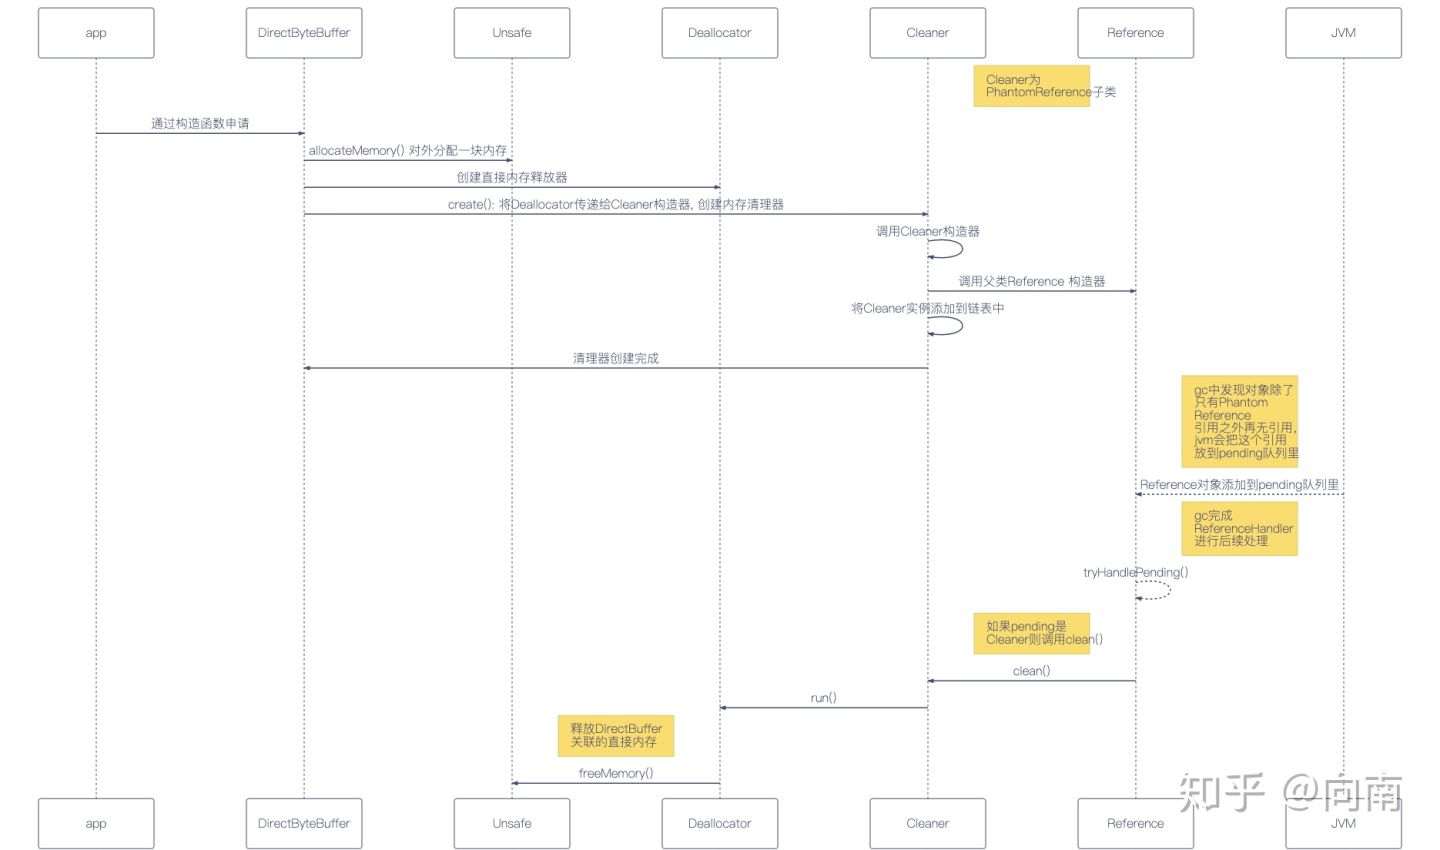 app
DirectByteBuffer
Unsafe
Deallocator
Cleaner
Reference
JVM
Cleaner为
PhantomReference子类
通过构造函数申请
allocateMemory() 对外分配一块内存
创建直接内存释放器
create(): 将Deallocator传递给Cleaner构造器, 创建内存清理器
调用Cleaner构造器
调用父类Reference 构造器
将Cleaner实例添加到链表中
清理器创建完成
gc中发现对象除了
只有Phantom
Reference
引用之外再无引用,
jvm会把这个引用
放到pending队列里
Reference对象添加到pending队列里
gc完成
ReferenceHandler
进行后续处理
tryHandlePending()
如果pending是
Cleaner则调用clean()
clean()
run()
释放DirectBuffer
关联的直接内存
freeMemory()
知乎 @向南
app
DirectByteBuffer
Unsafe
Deallocator
Cleaner
Reference
JVM